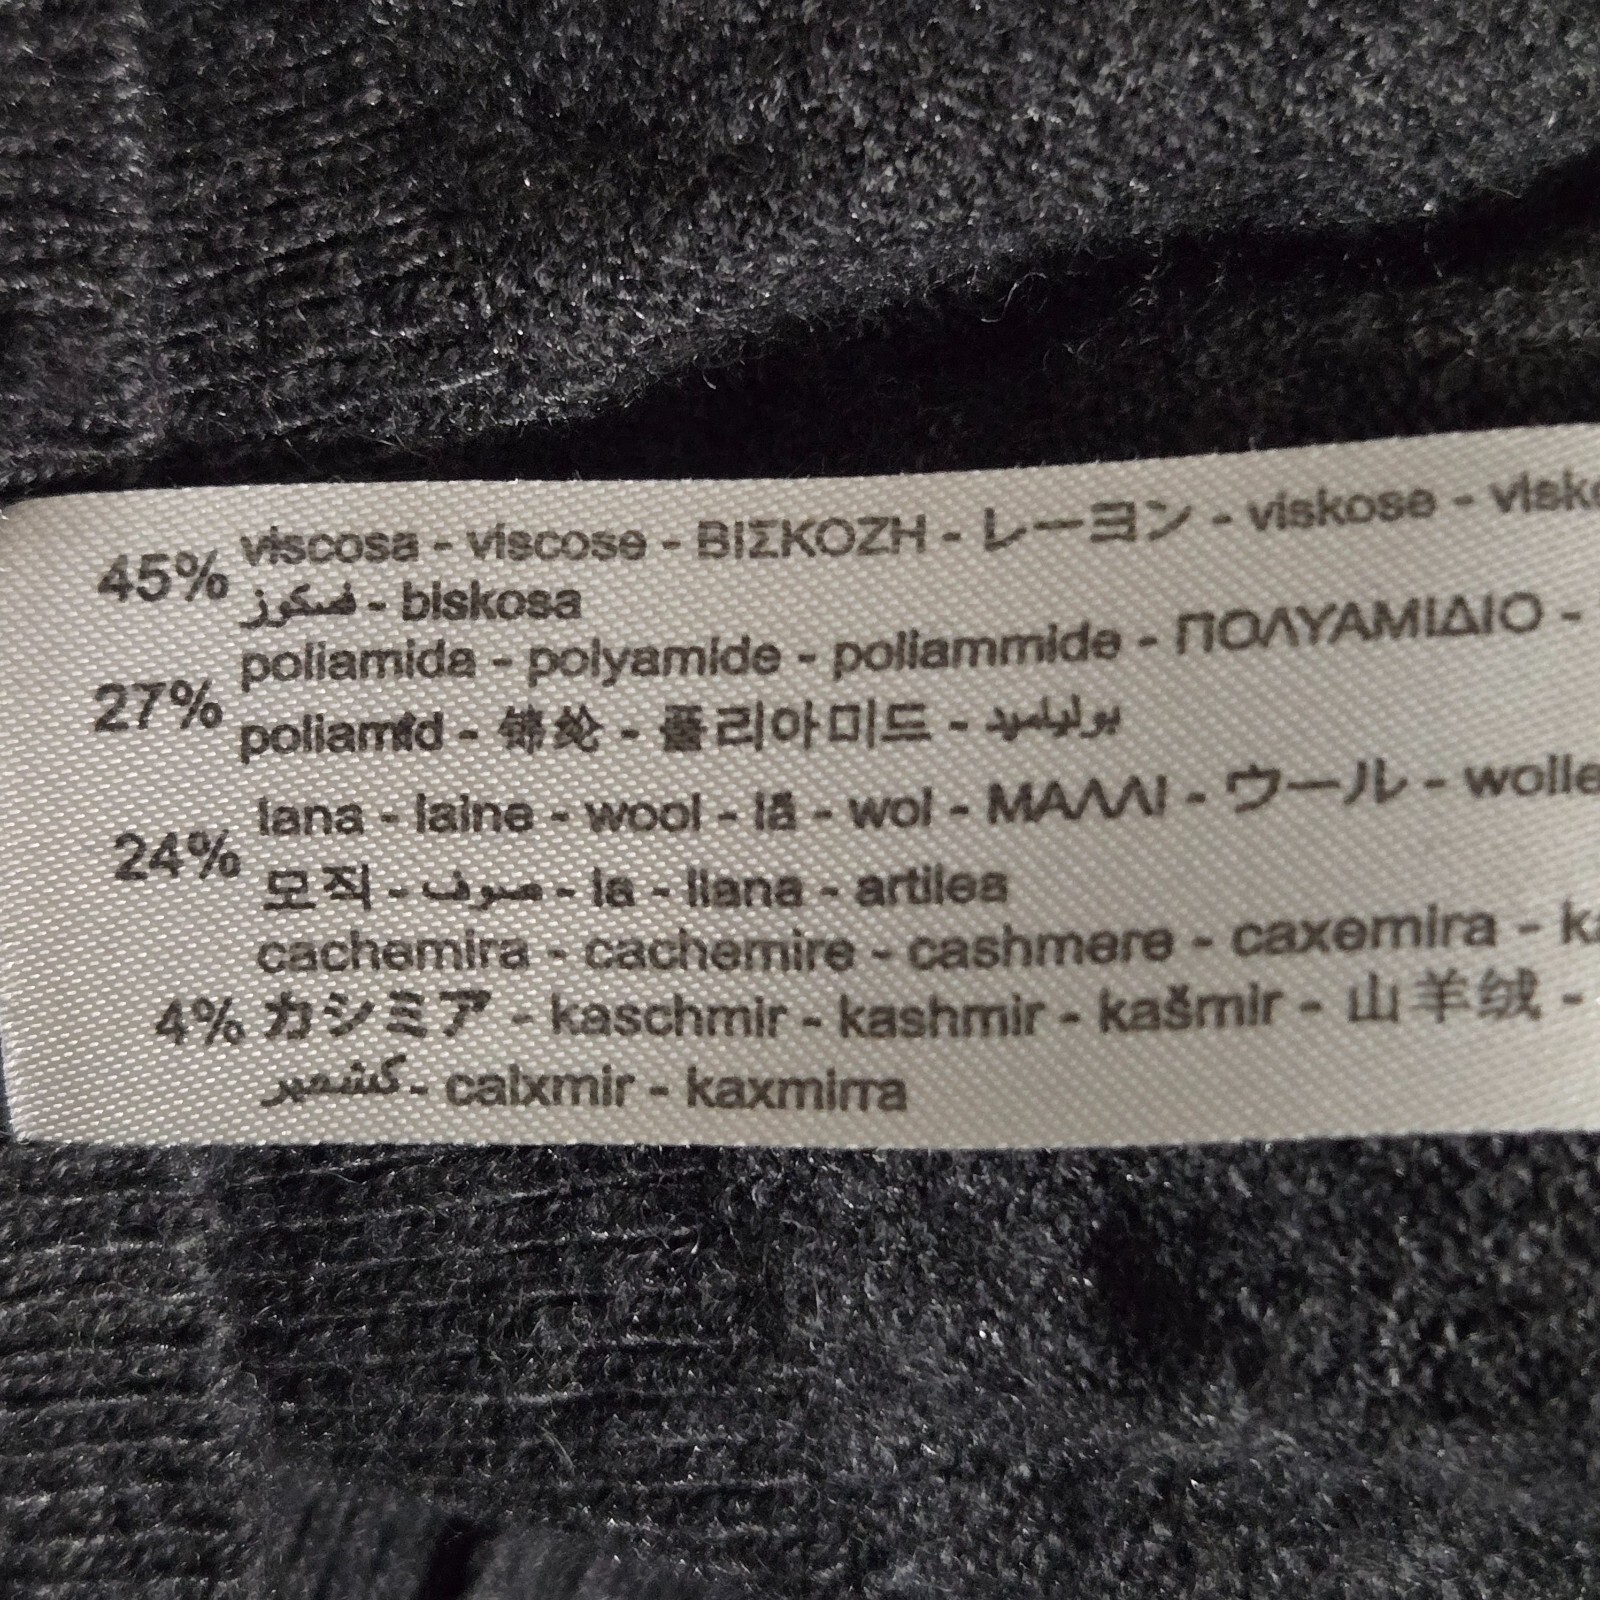 45% viscosa - viscose - ΒΙΣΚΟΖΗ - レーヨン - viskose -
فسكوز - biskosa
poliamida - polyamide - poliammide - ΠΟΛΥΑΜΙΔΙΟ -
27% poliamid - 锦纶 - 폴리아미드 - بولياميد
lana - laine - wool - lã - wol - ΜΑΛΛΙ - ウール - wolle
24% 모직 - صوف - la - llana - artilea
cachemira - cachemire - cashmere - caxemira -
4% カシミア - kaschmir - kashmir - kašmir - 山羊绒 -
كشمير - caixmir - kaxmirra